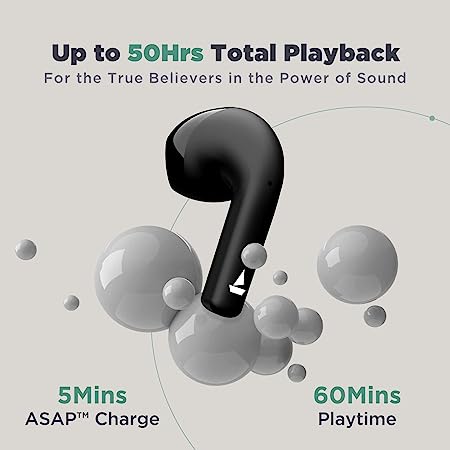 Up to 50Hrs Total Playback
For the True Believers in the Power of Sound
5Mins
ASAP™ Charge
60Mins
Playtime